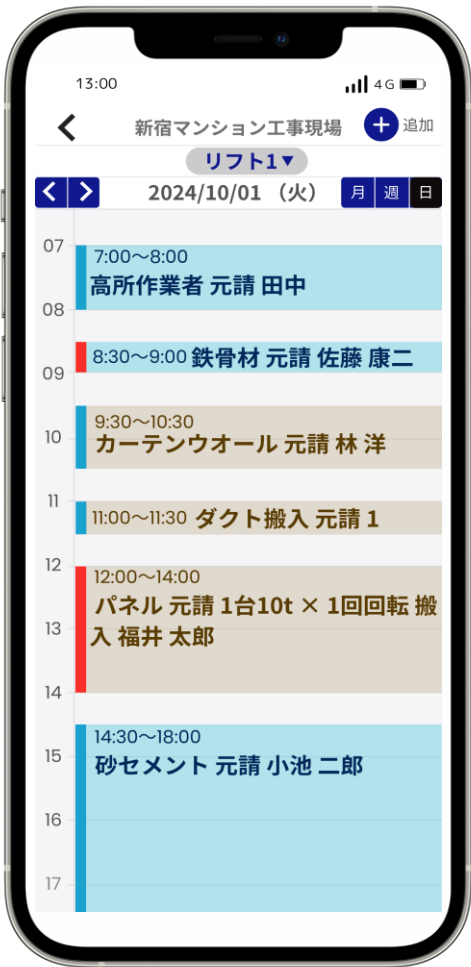 13:00
4G
新宿マンション工事現場
追加
リフト1▼
2024/10/01 （火）
月 週 日
07
7:00〜8:00
高所作業者 元請 田中
08
8:30〜9:00 鉄骨材 元請 佐藤 康二
09
9:30〜10:30
10
カーテンウオール 元請 林 洋
11
11:00〜11:30 ダクト搬入 元請 1
12
12:00〜14:00
パネル 元請 1台10t × 1回回転 搬
13
入 福井 太郎
14
14:30〜18:00
15
砂セメント 元請 小池 二郎
16
17